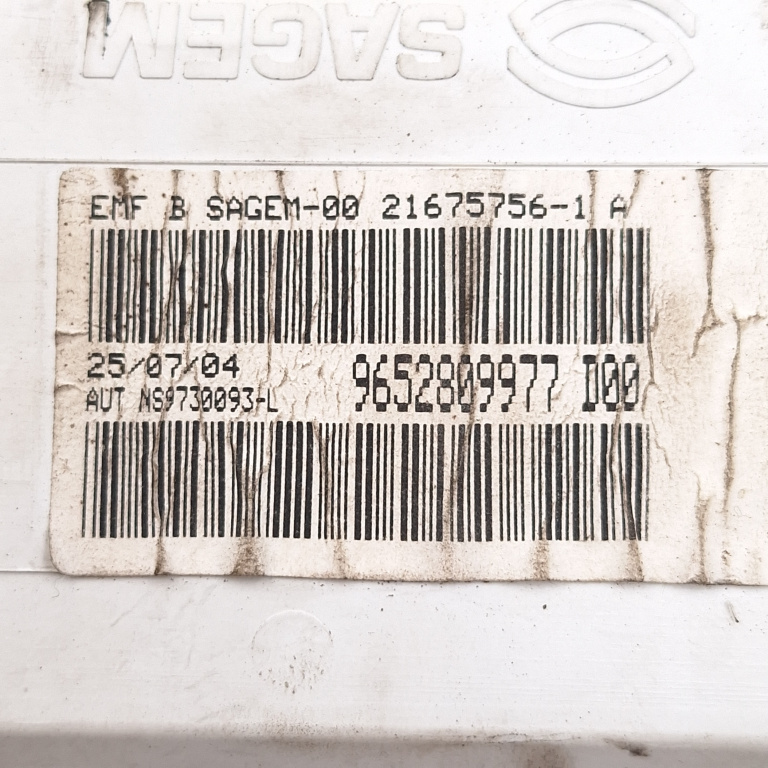 SAGEM
EMF B SAGEM-00 21675756-1 A
25/07/04
AUT NS9730093-L
9652809977 D00